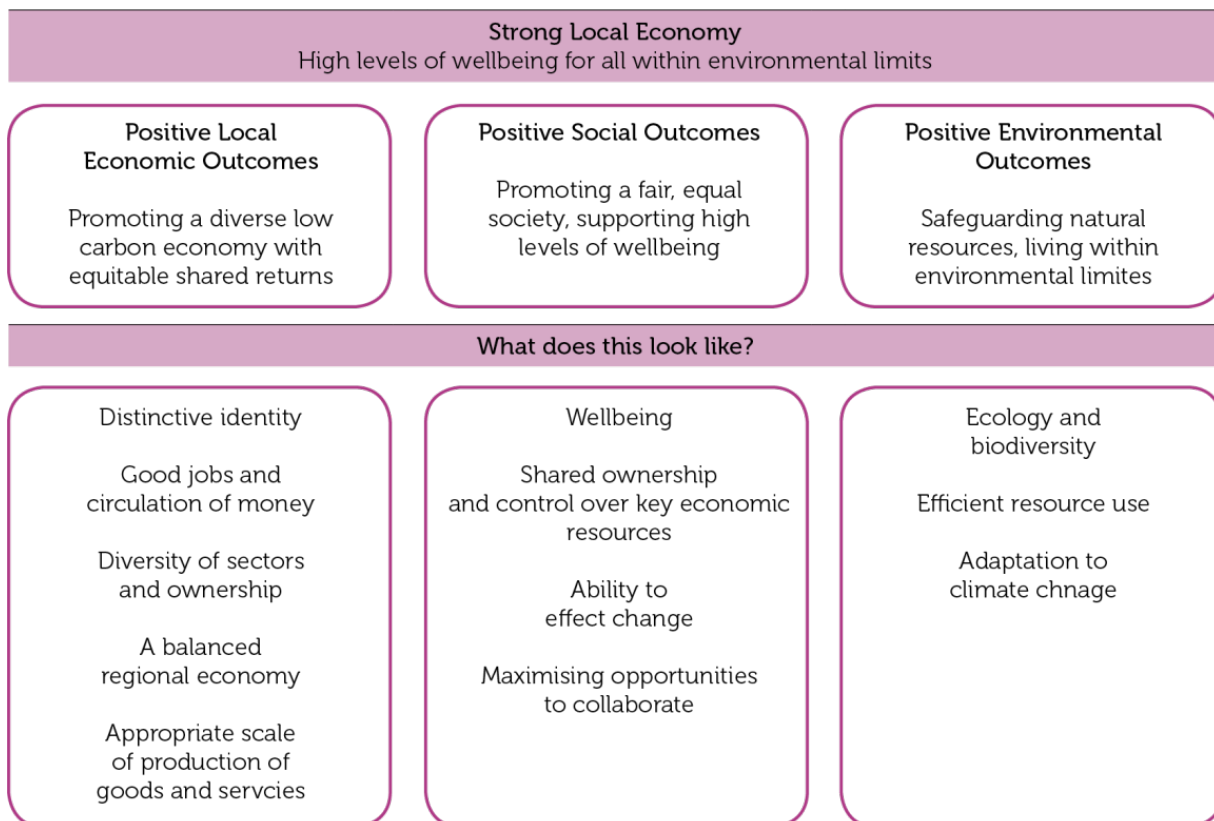 Strong Local Economy
High levels of wellbeing for all within environmental limits
Positive Local
Economic Outcomes
Promoting a diverse low
carbon economy with
equitable shared returns
Positive Social Outcomes
Promoting a fair, equal
society, supporting high
levels of wellbeing
Positive Environmental
Outcomes
Safeguarding natural
resources, living within
environmental limites
What does this look like?
Distinctive identity
Good jobs and
circulation of money
Diversity of sectors
and ownership
A balanced
regional economy
Appropriate scale
of production of
goods and servcies
Wellbeing
Shared ownership
and control over key economic
resources
Ability to
effect change
Maximising opportunities
to collaborate
Ecology and
biodiversity
Efficient resource use
Adaptation to
climate chnage